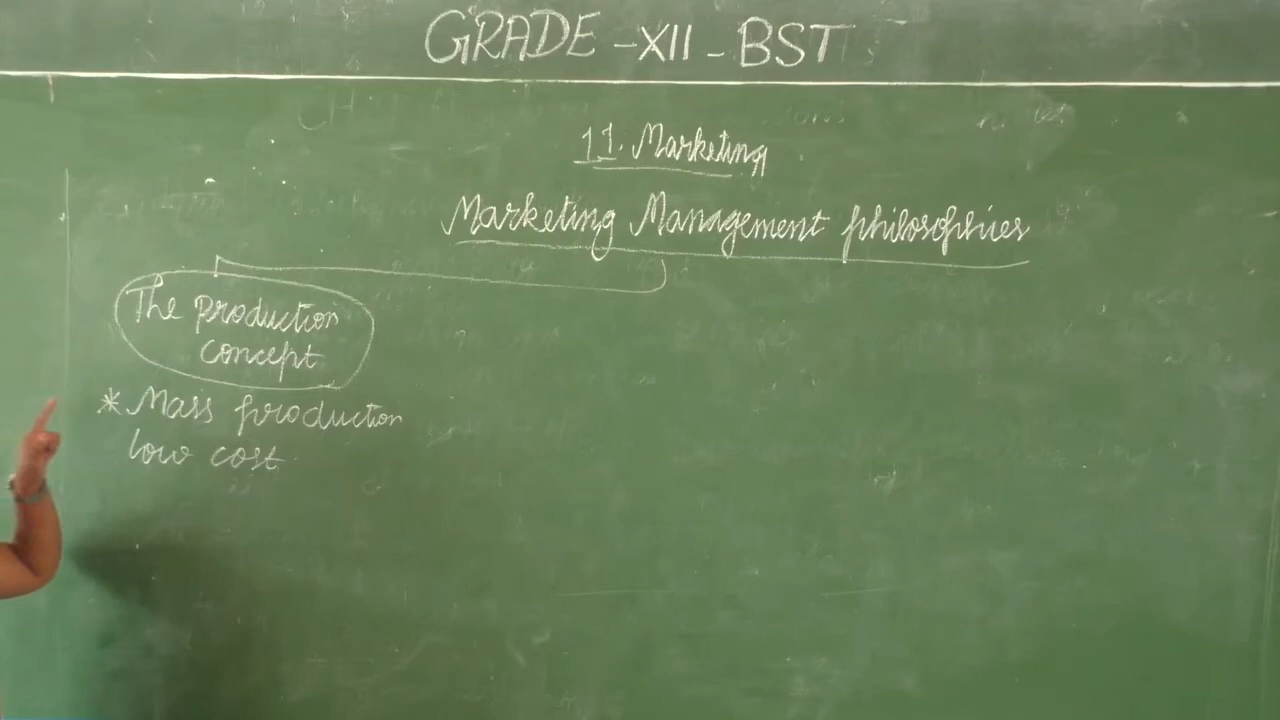 GRADE - XII - BST
11. Marketing
Marketing Management philosophies
The production
concept
* Mass production
low cost